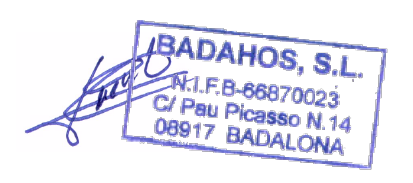 BADAHOS, S.L.
N.I.F.B-66870023
C/ Pau Picasso N.14
08917 BADALONA